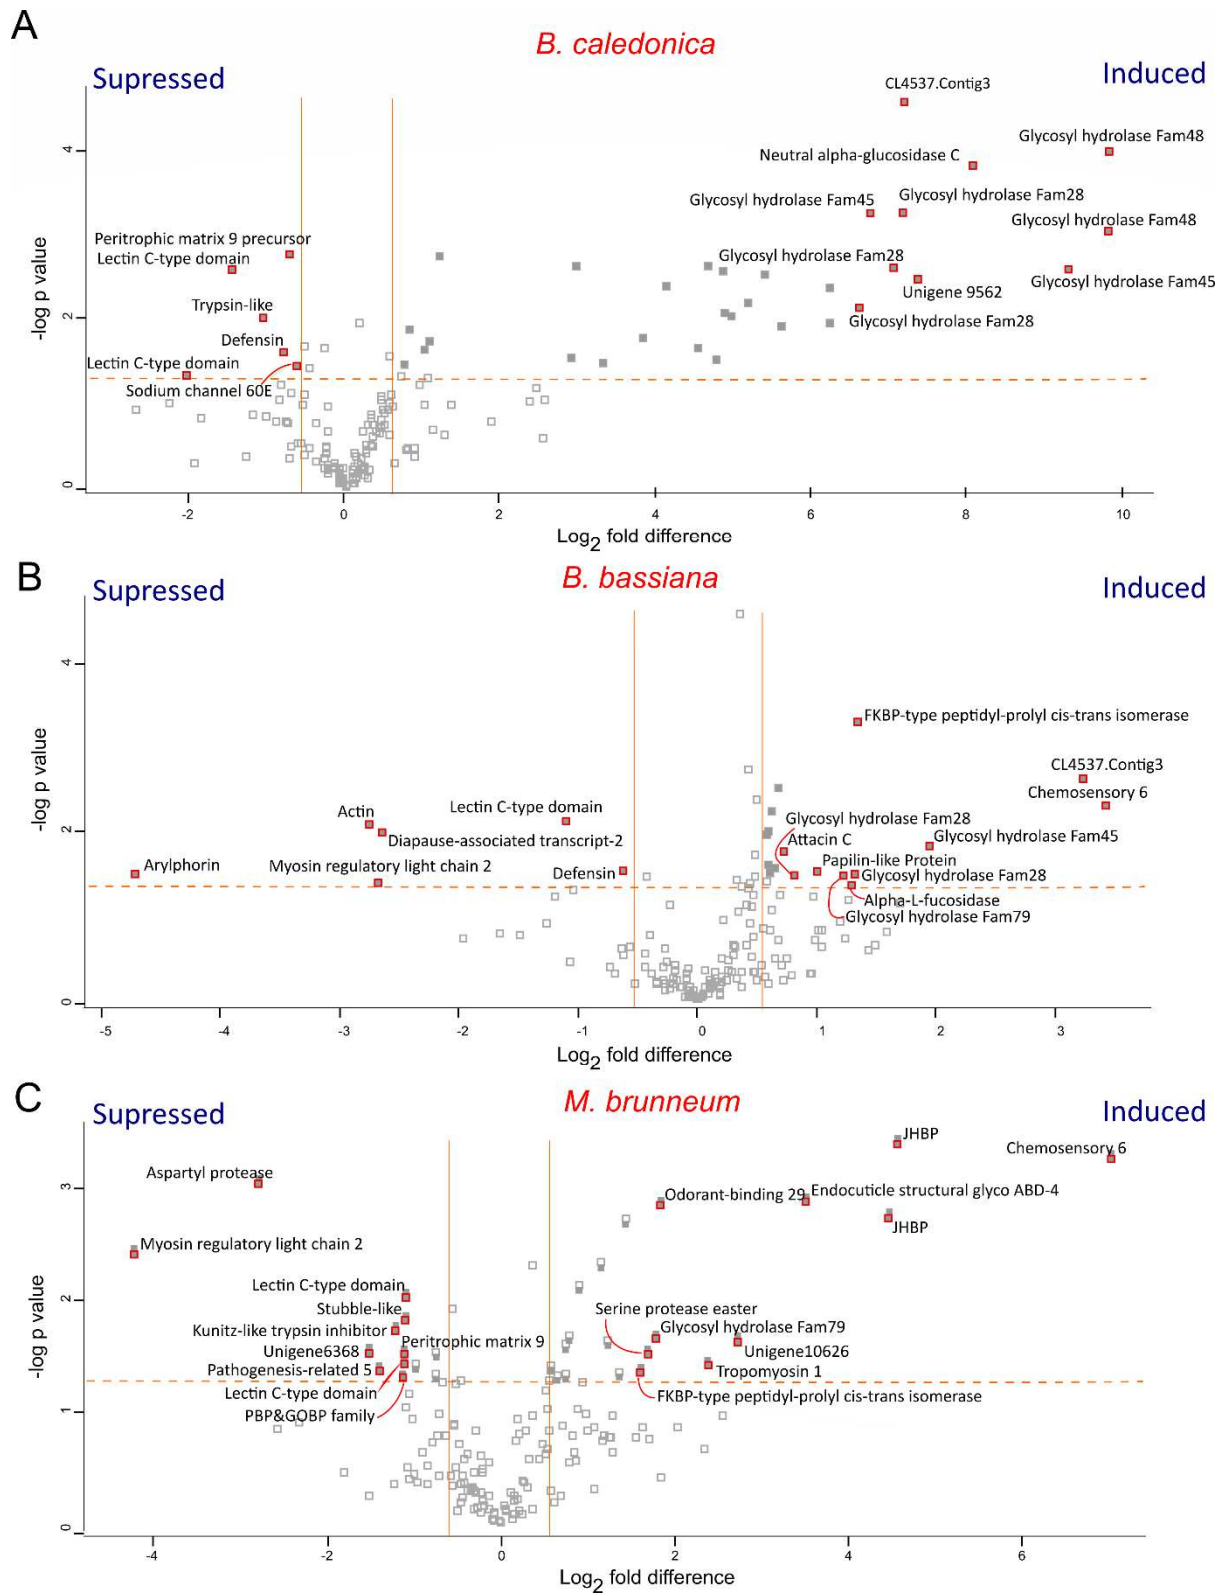 A
B. caledonica
Supressed
Induced
CL4537.Contig3
Glycosyl hydrolase Fam48
Neutral alpha-glucosidase C
Glycosyl hydrolase Fam45
Glycosyl hydrolase Fam28
Glycosyl hydrolase Fam48
Peritrophic matrix 9 precursor
Lectin C-type domain
Glycosyl hydrolase Fam28
Glycosyl hydrolase Fam45
Unigene 9562
Trypsin-like
Glycosyl hydrolase Fam28
Defensin
Lectin C-type domain
Sodium channel 60E
-log p value
4
2
0
-2
0
2
4
6
8
10
Log2 fold difference
B
B. bassiana
Supressed
Induced
FKBP-type peptidyl-prolyl cis-trans isomerase
CL4537.Contig3
Chemosensory 6
Lectin C-type domain
Actin
Diapause-associated transcript-2
Glycosyl hydrolase Fam28
Attacin C
Glycosyl hydrolase Fam45
Arylphorin
Myosin regulatory light chain 2
Defensin
Papilin-like Protein
Glycosyl hydrolase Fam28
Alpha-L-fucosidase
Glycosyl hydrolase Fam79
-log p value
4
2
0
-5
-4
-3
-2
-1
0
1
2
3
Log2 fold difference
C
M. brunneum
Supressed
Induced
JHBP
Chemosensory 6
Aspartyl protease
Odorant-binding 29
Endocuticle structural glyco ABD-4
JHBP
Myosin regulatory light chain 2
Lectin C-type domain
Stubble-like
Kunitz-like trypsin inhibitor
Peritrophic matrix 9
Unigene6368
Pathogenesis-related 5
Lectin C-type domain
PBP&GOBP family
Serine protease easter
Glycosyl hydrolase Fam79
Unigene10626
Tropomyosin 1
FKBP-type peptidyl-prolyl cis-trans isomerase
-log p value
3
2
1
0
-4
-2
0
2
4
6
Log2 fold difference